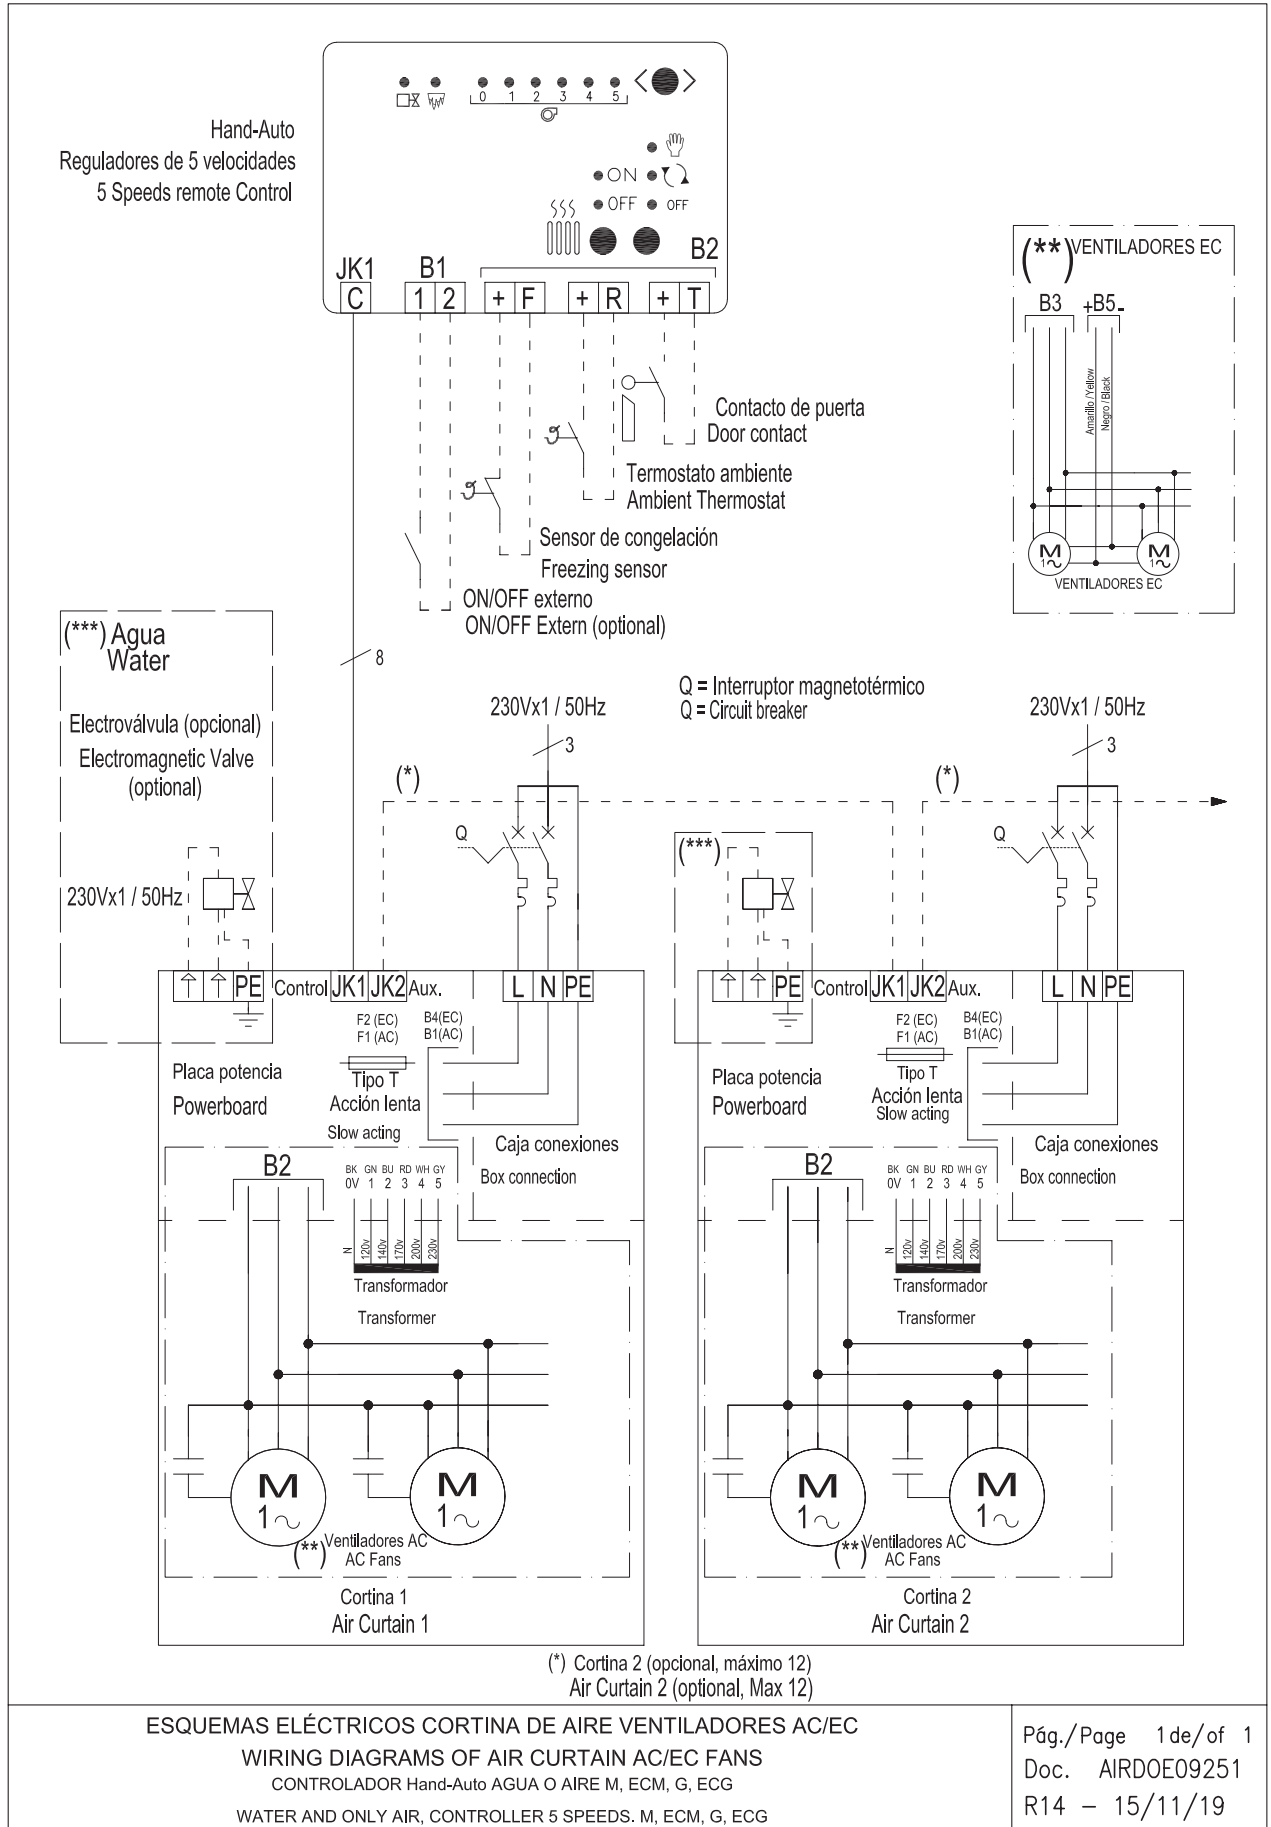 0 1 2 3 4 5
Hand-Auto
Reguladores de 5 velocidades
5 Speeds remote Control
ON
OFF OFF
JK1 B1 B2
C 1 2 + F + R + T
(**) VENTILADORES EC
B3 +B5-
Amarillo /Yellow
Negro / Black
M
1~
M
1~
VENTILADORES EC
Contacto de puerta
Door contact
Termostato ambiente
Ambient Thermostat
Sensor de congelación
Freezing sensor
ON/OFF externo
ON/OFF Extern (optional)
8
(***) Agua
Water
Electroválvula (opcional)
Electromagnetic Valve
(optional)
230Vx1 / 50Hz
Q = Interruptor magnetotérmico
Q = Circuit breaker
230Vx1 / 50Hz
3
(*)
Q
230Vx1 / 50Hz
3
(*)
Q
(***)
PE Control JK1 JK2 Aux. L N PE
F2 (EC)
F1 (AC)
B4(EC)
B1(AC)
Tipo T
Acción lenta
Slow acting
Placa potencia
Powerboard
Caja conexiones
Box connection
B2
BK GN BU RD WH GY
0V 1 2 3 4 5
N 120v 140v 170v 200v 230v
Transformador
Transformer
M
1~
M
1~
(**) Ventiladores AC
AC Fans
Cortina 1
Air Curtain 1
PE Control JK1 JK2 Aux. L N PE
F2 (EC)
F1 (AC)
B4(EC)
B1(AC)
Tipo T
Acción lenta
Slow acting
Placa potencia
Powerboard
Caja conexiones
Box connection
B2
BK GN BU RD WH GY
0V 1 2 3 4 5
N 120v 140v 170v 200v 230v
Transformador
Transformer
M
1~
M
1~
(**) Ventiladores AC
AC Fans
Cortina 2
Air Curtain 2
(*) Cortina 2 (opcional, máximo 12)
Air Curtain 2 (optional, Max 12)
ESQUEMAS ELÉCTRICOS CORTINA DE AIRE VENTILADORES AC/EC
WIRING DIAGRAMS OF AIR CURTAIN AC/EC FANS
CONTROLADOR Hand-Auto AGUA O AIRE M, ECM, G, ECG
WATER AND ONLY AIR, CONTROLLER 5 SPEEDS. M, ECM, G, ECG
Pág./Page 1de/of 1
Doc. AIRDOE09251
R14 - 15/11/19